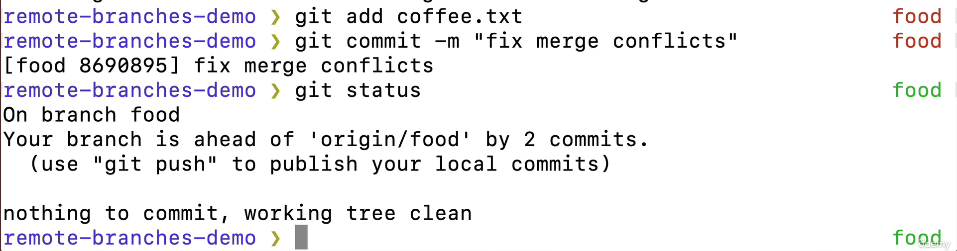 remote-branches-demo ❯ git add coffee.txt food
remote-branches-demo ❯ git commit -m "fix merge conflicts" food
[food 8690895] fix merge conflicts
remote-branches-demo ❯ git status food
On branch food
Your branch is ahead of 'origin/food' by 2 commits.
  (use "git push" to publish your local commits)
nothing to commit, working tree clean
remote-branches-demo ❯ food